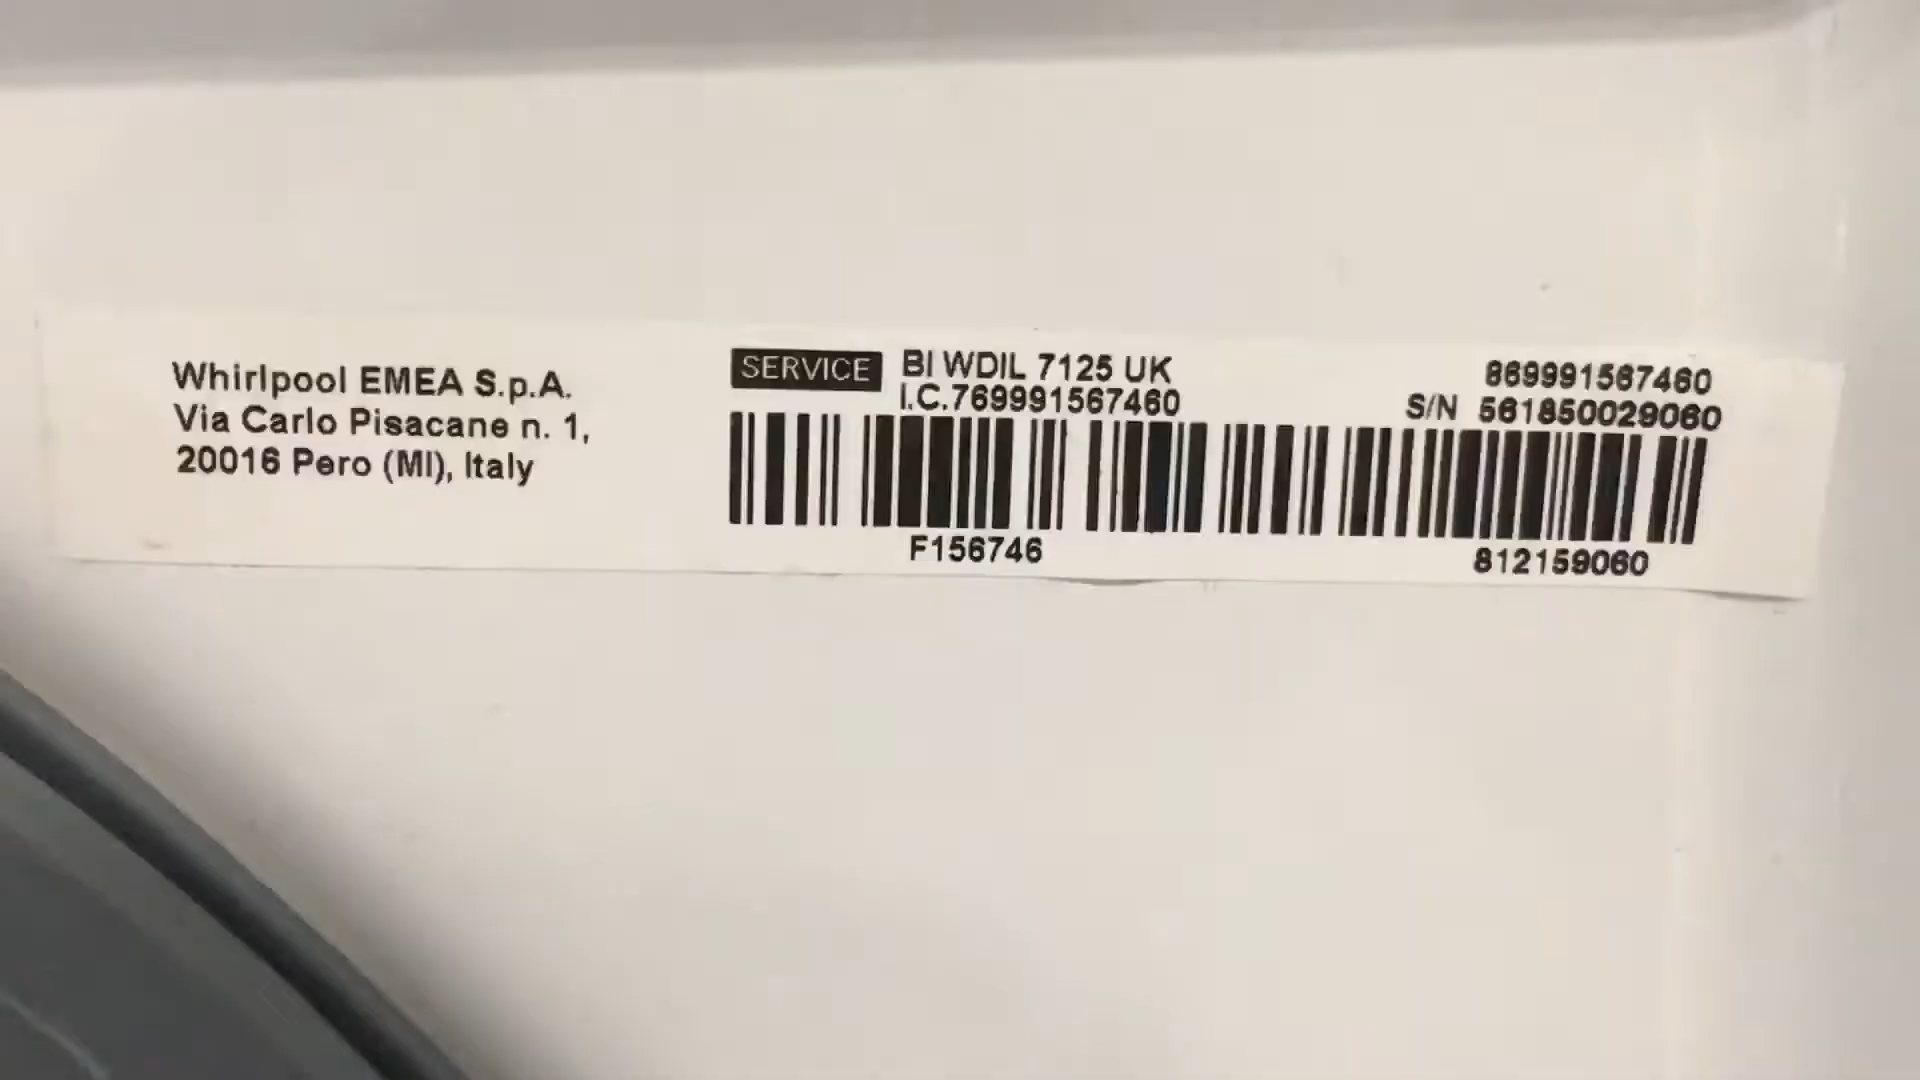 Whirlpool EMEA S.p.A.
Via Carlo Pisacane n. 1,
20016 Pero (MI), Italy
SERVICE BI WDIL 7125 UK
I.C.769991567460
869991567460
S/N 561850029060
F156746
812159060